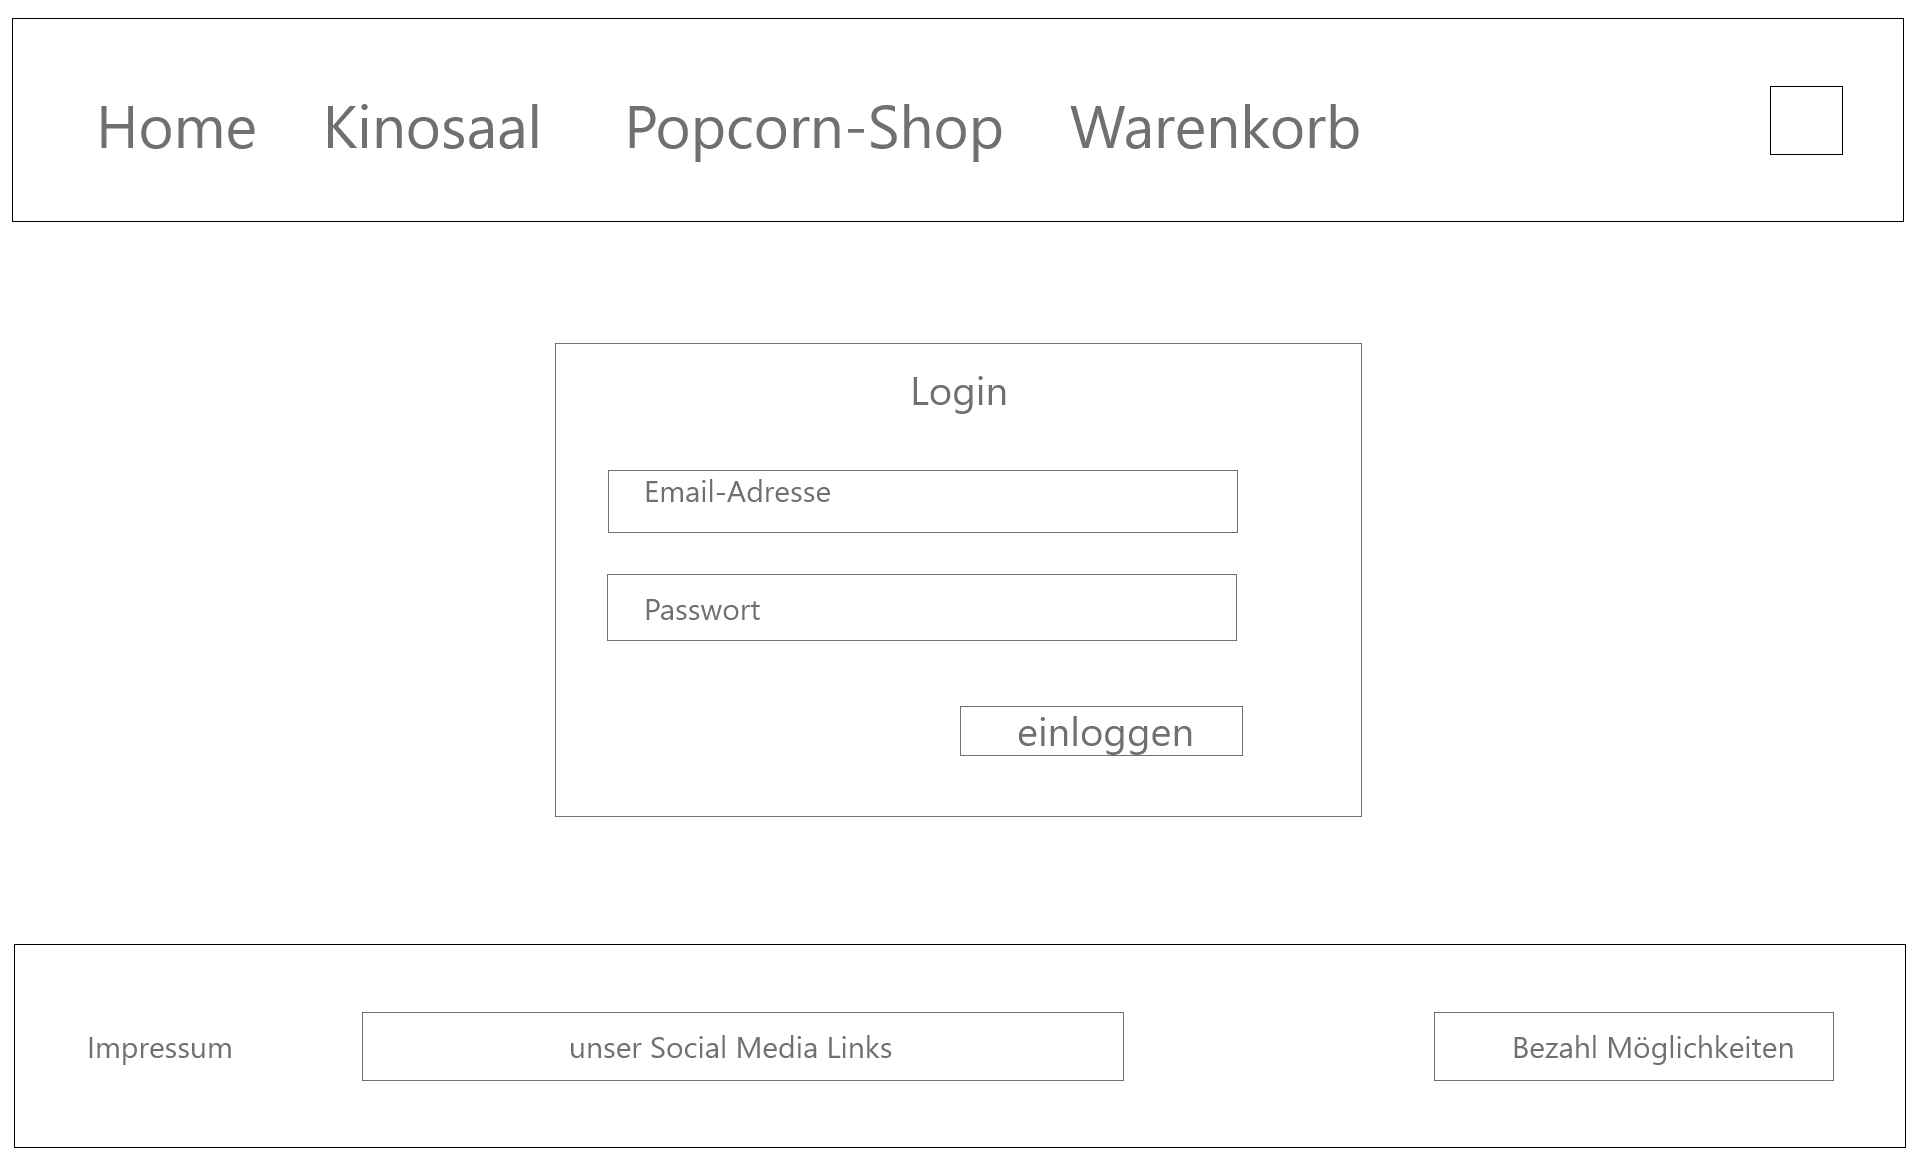 Home Kinosaal Popcorn-Shop Warenkorb
Login
Email-Adresse
Passwort
einloggen
Impressum unser Social Media Links Bezahl Möglichkeiten